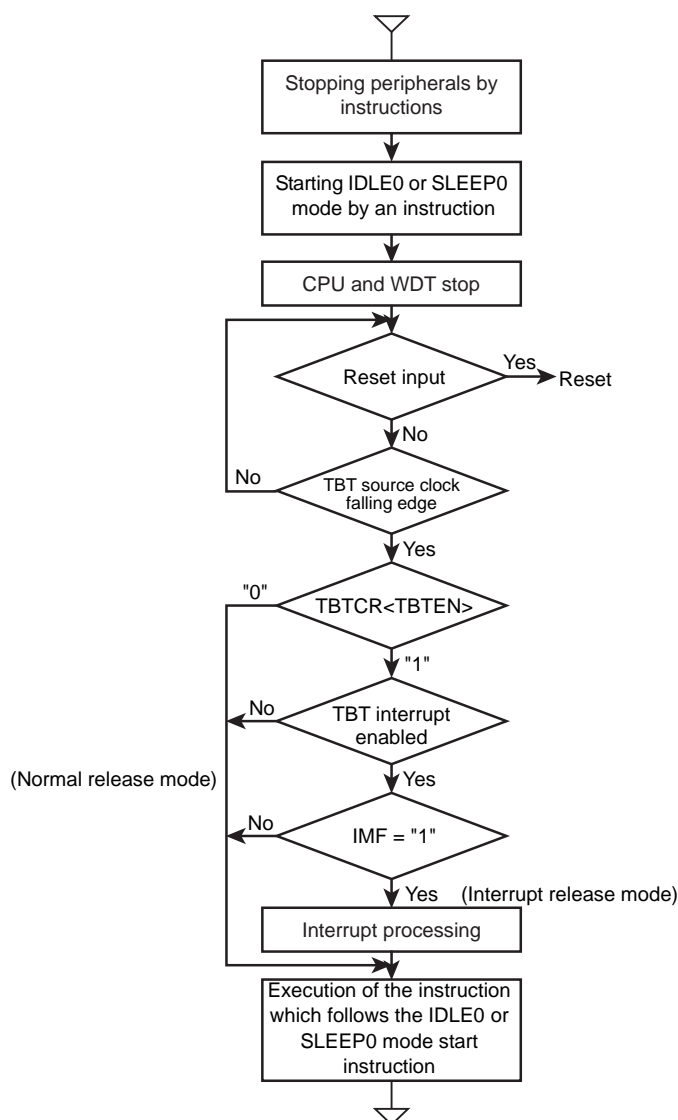 Stopping peripherals by
instructions
Starting IDLE0 or SLEEP0
mode by an instruction
CPU and WDT stop
Reset input
Yes
Reset
No
No
TBT source clock
falling edge
Yes
"0"
TBTCR<TBTEN>
"1"
No
TBT interrupt
enabled
(Normal release mode)
Yes
No
IMF = "1"
Yes
(Interrupt release mode)
Interrupt processing
Execution of the instruction
which follows the IDLE0 or
SLEEP0 mode start
instruction